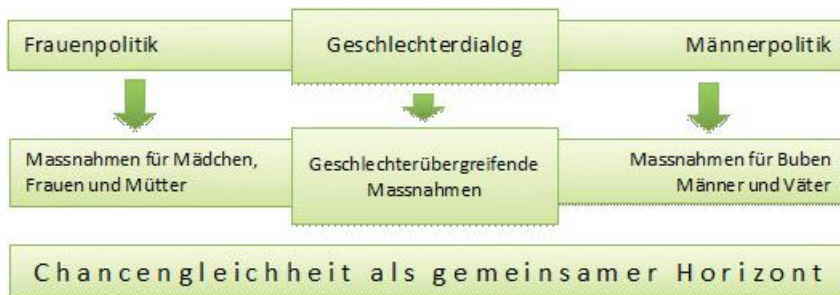 Frauenpolitik
Geschlechterdialog
Männerpolitik
Massnahmen für Mädchen,
Frauen und Mütter
Geschlechterübergreifende
Massnahmen
Massnahmen für Buben
Männer und Väter
Chancengleichheit als gemeinsamer Horizont